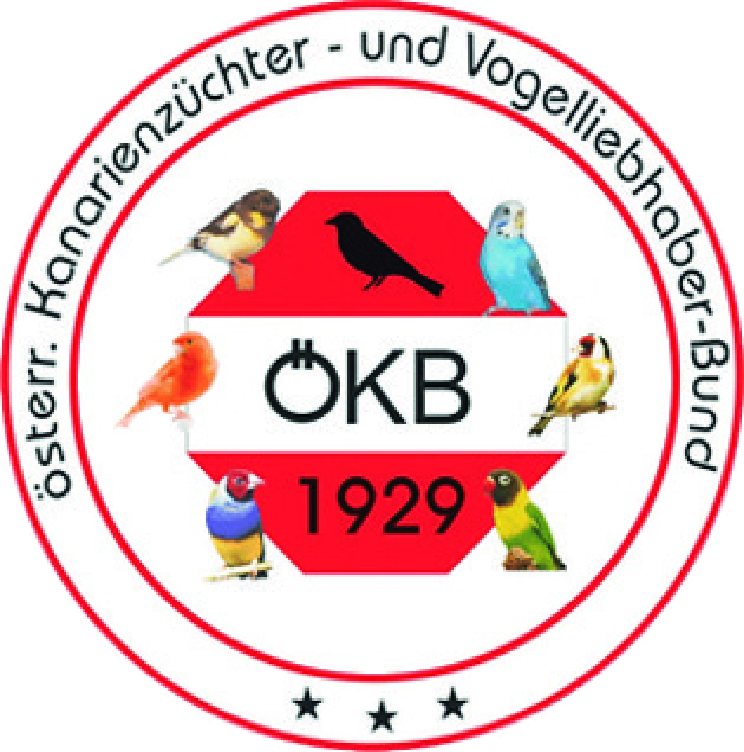 österr. Kanarienzüchter - und Vogelliebhaber-Bund
ÖKB
1929